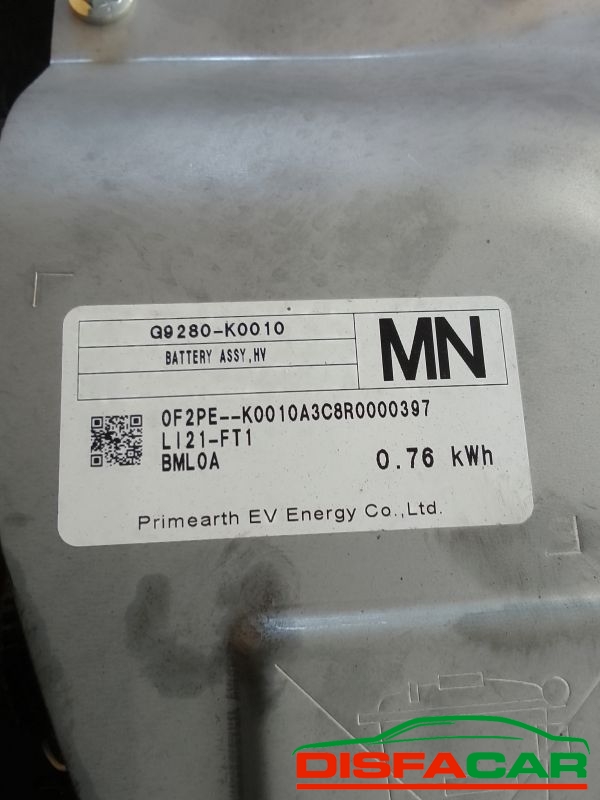 G9280-K0010
BATTERY ASSY,HV
MN
0F2PE--K0010A3C8R0000397
LI21-FT1
BML0A
0.76 kWh
Primearth EV Energy Co.,Ltd.
DISFACAR